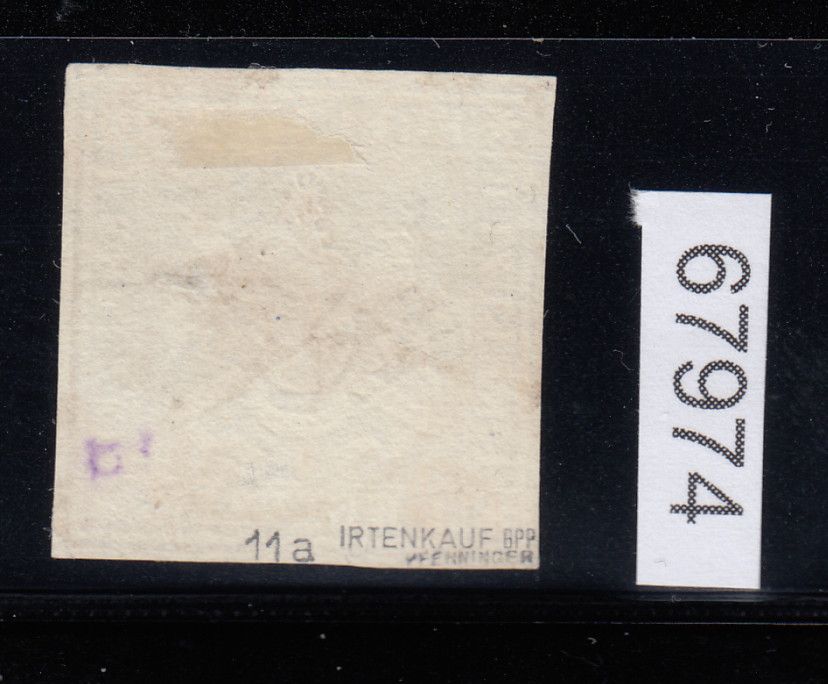 11a IRTENKAUF BPP
PFENNINGER
67974